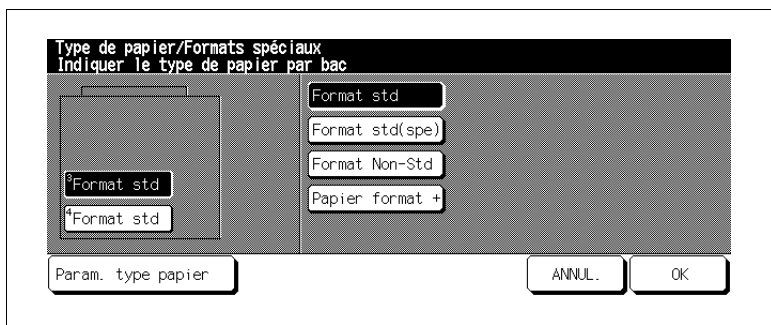 Type de papier/Formats spéciaux
Indiquer le type de papier par bac
Format std
Format std(spe)
Format Non-Std
Papier format +
3Format std
4Format std
Param. type papier
ANNUL.
OK